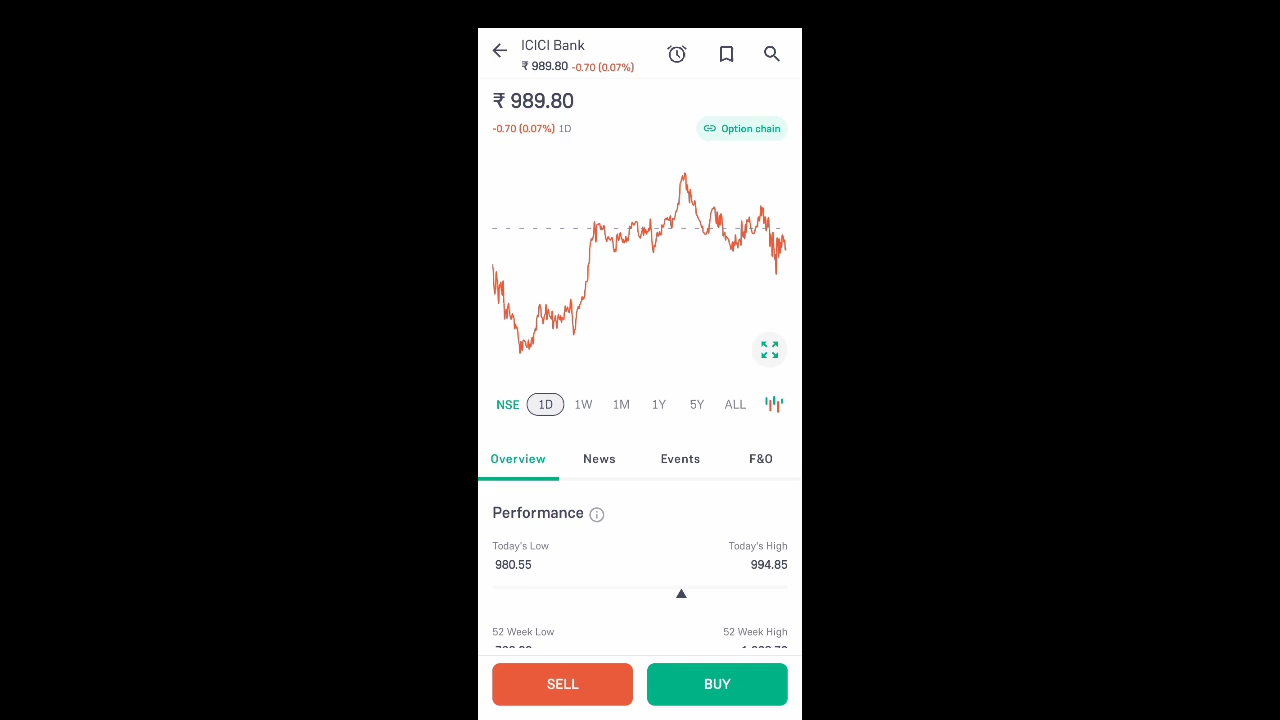 ICICI Bank
₹ 989.80 -0.70 (0.07%)
₹ 989.80
-0.70 (0.07%) 1D
Option chain
NSE 1D 1W 1M 1Y 5Y ALL
Overview News Events F&O
Performance
Today's Low Today's High
980.55 994.85
52 Week Low 52 Week High
SELL BUY